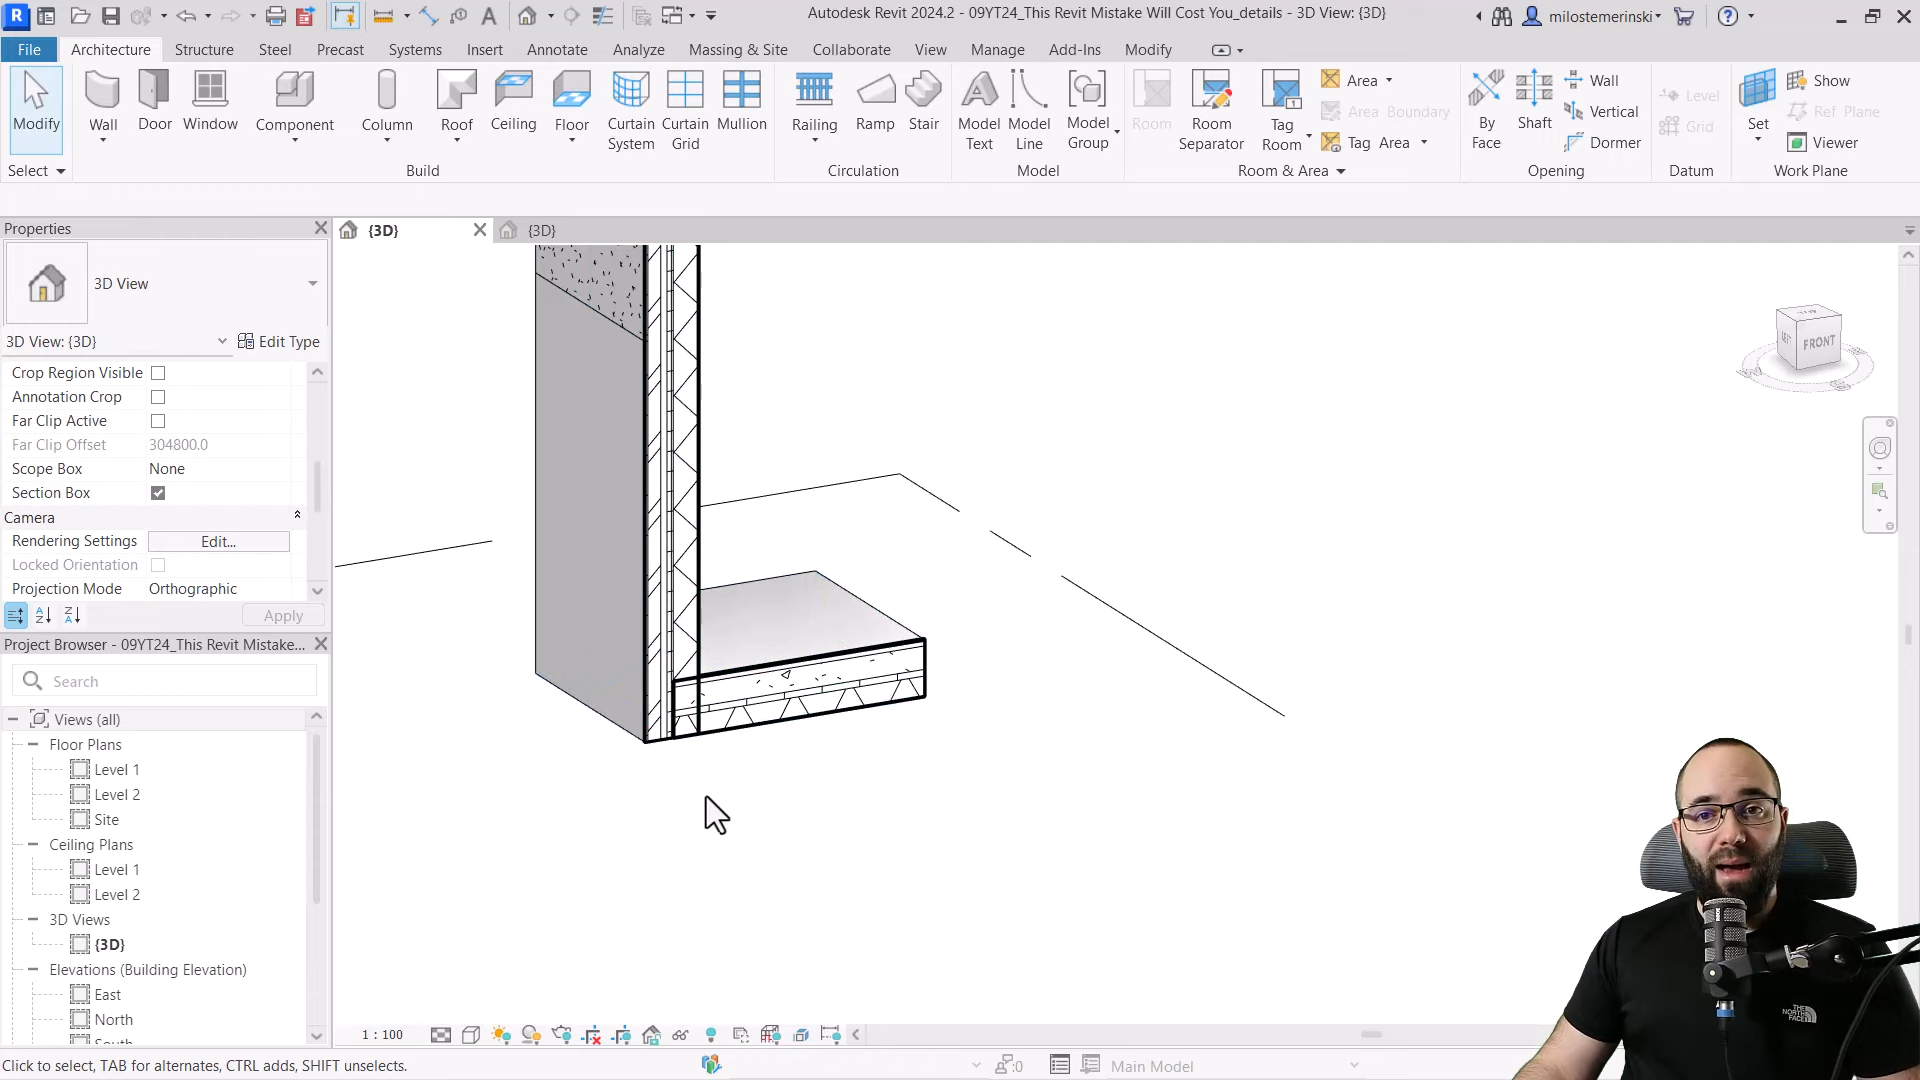 Autodesk Revit 2024.2 - 09YT24_This Revit Mistake Will Cost You_details - 3D View: {3D}
milostemerinski
File
Architecture
Structure
Steel
Precast
Systems
Insert
Annotate
Analyze
Massing & Site
Collaborate
View
Manage
Add-Ins
Modify
Modify
Wall
Door
Window
Component
Column
Roof
Ceiling
Floor
Curtain System
Curtain Grid
Mullion
Railing
Ramp
Stair
Model Text
Model Line
Model Group
Room
Room Separator
Tag Room
Area
Area Boundary
Tag Area
By Face
Shaft
Wall
Vertical
Dormer
Level
Grid
Set
Show
Ref Plane
Viewer
Select
Build
Circulation
Model
Room & Area
Opening
Datum
Work Plane
Properties
{3D}
{3D}
3D View
3D View: {3D}
Edit Type
Crop Region Visible
Annotation Crop
Far Clip Active
Far Clip Offset 304800.0
Scope Box None
Section Box
Camera
Rendering Settings Edit...
Locked Orientation
Projection Mode Orthographic
Apply
Project Browser - 09YT24_This Revit Mistake...
Search
Views (all)
Floor Plans
Level 1
Level 2
Site
Ceiling Plans
Level 1
Level 2
3D Views
{3D}
Elevations (Building Elevation)
East
North
South
TOP
LEFT
FRONT
W
S
1 : 100
Click to select, TAB for alternates, CTRL adds, SHIFT unselects.
:0
Main Model
THE
NORTH
FACE